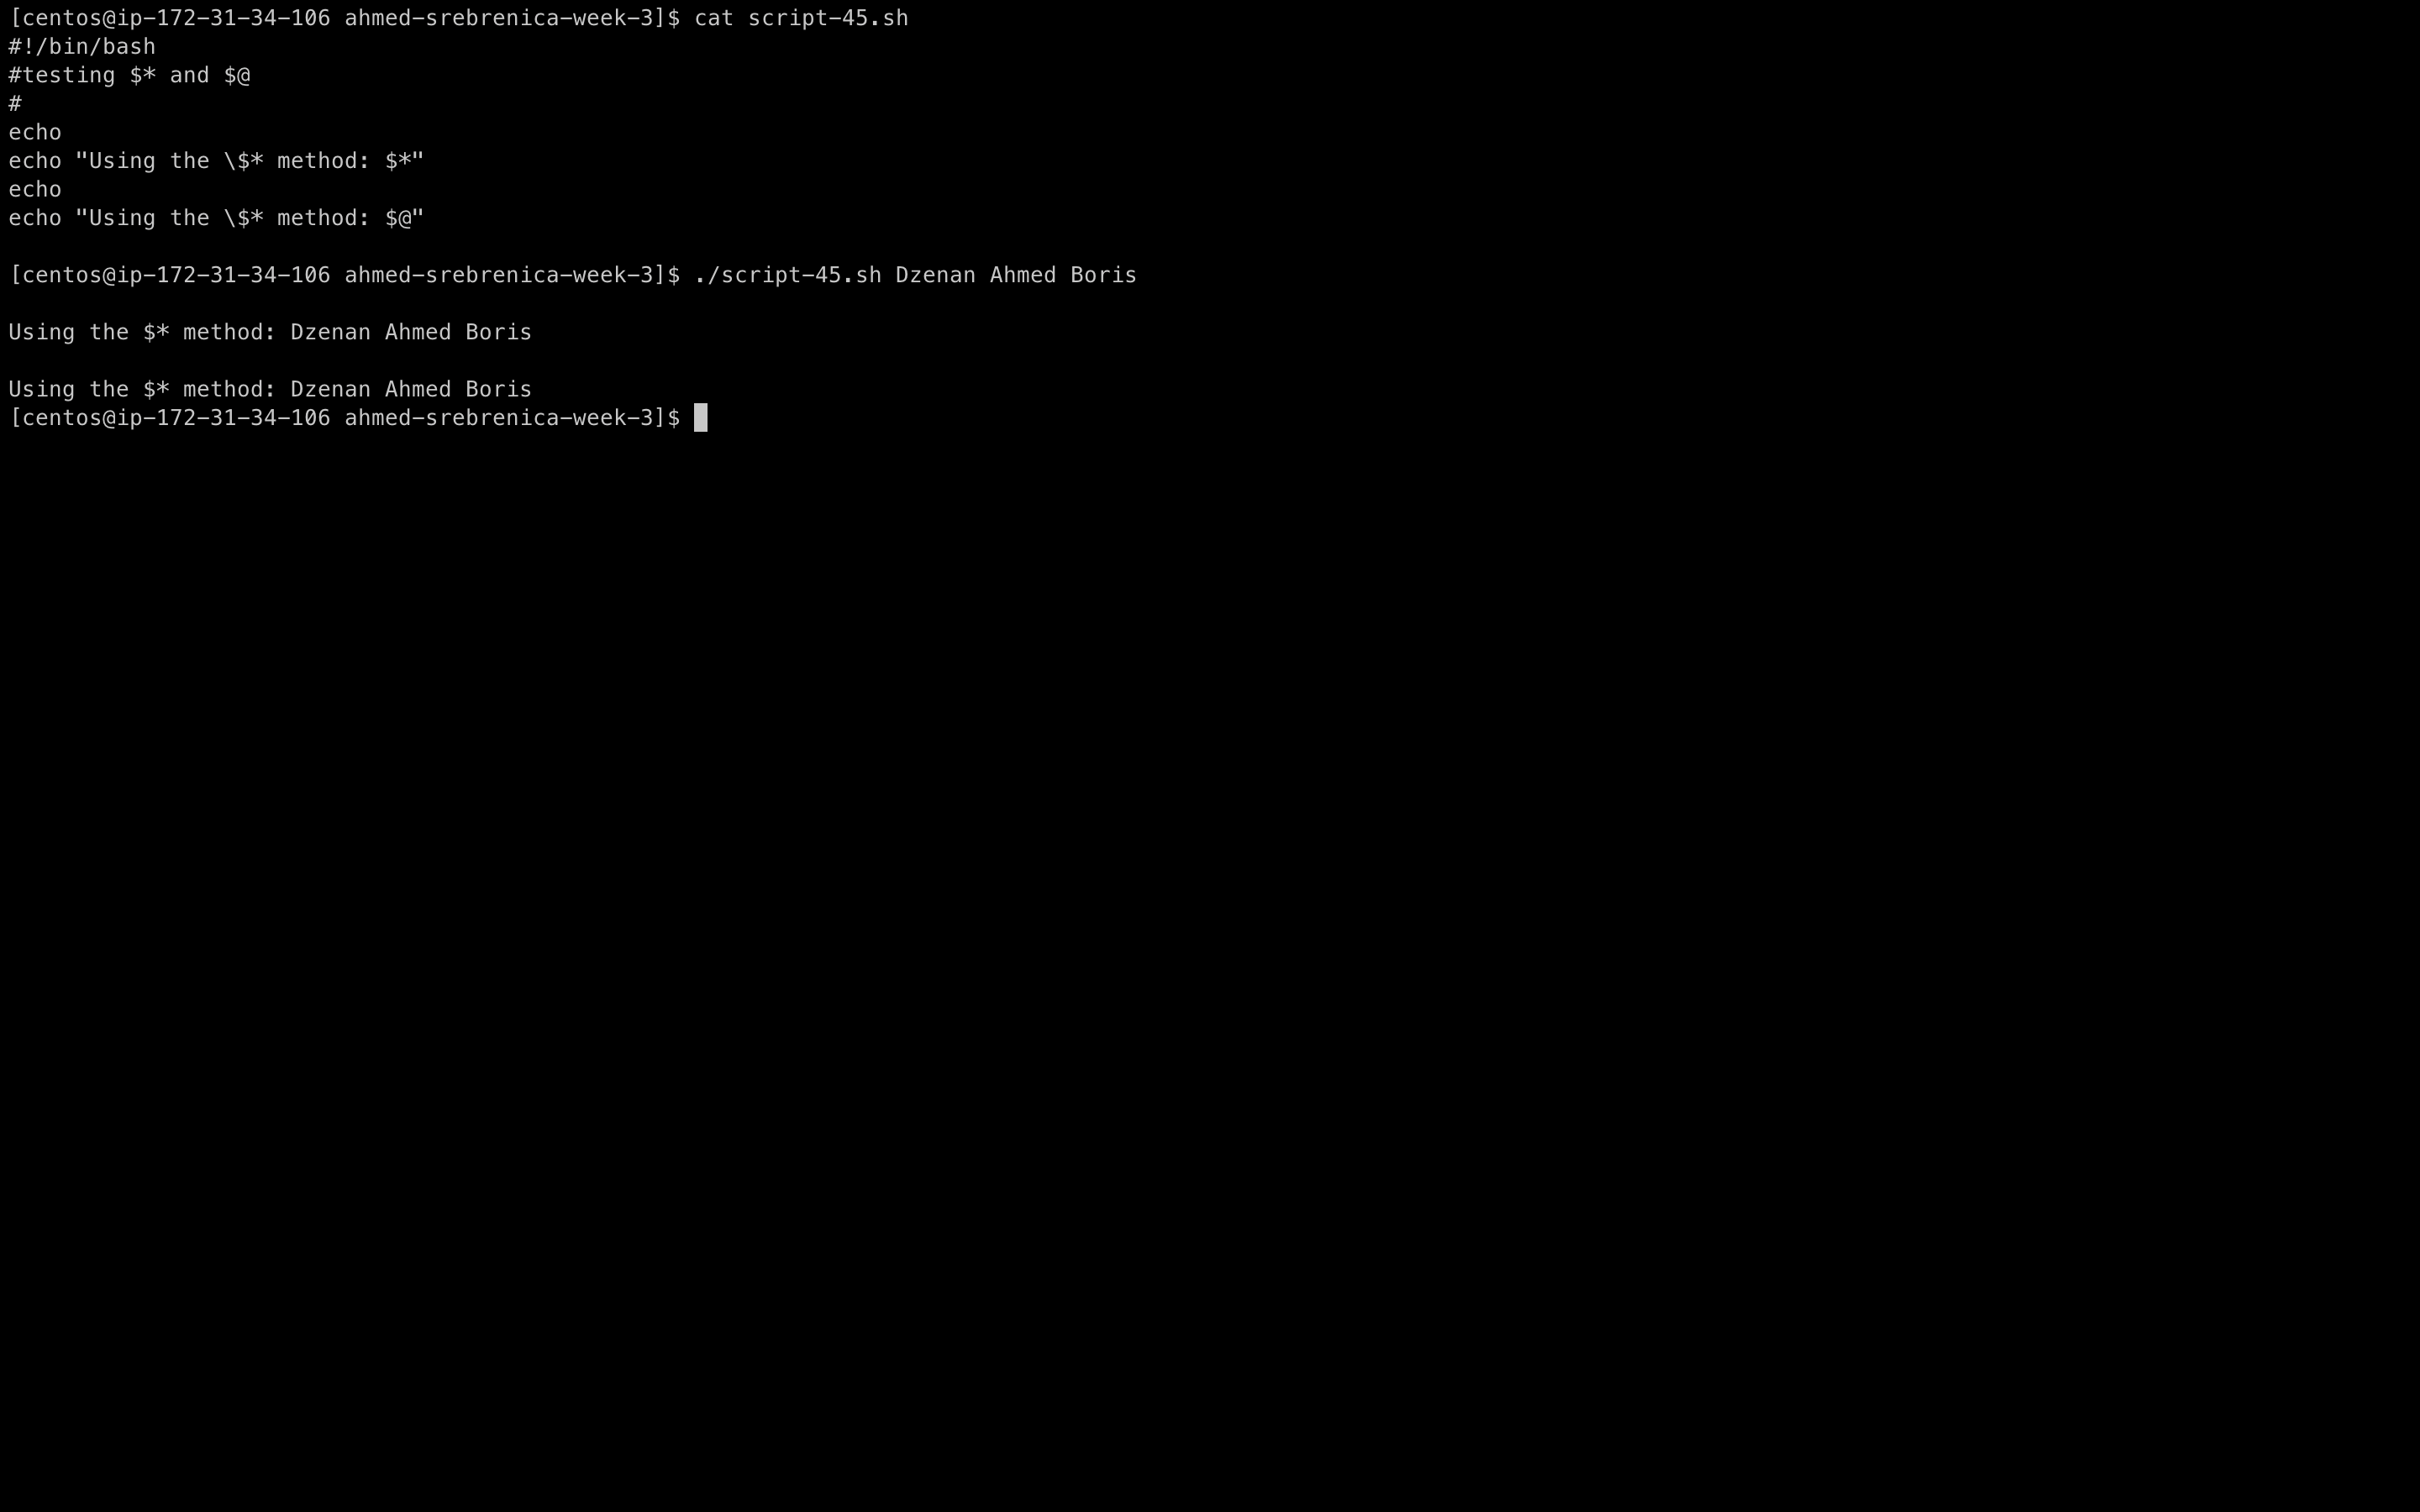 [centos@ip-172-31-34-106 ahmed-srebrenica-week-3]$ cat script-45.sh
#!/bin/bash
#testing $* and $@
#
echo
echo "Using the \$* method: $*"
echo
echo "Using the \$* method: $@"
[centos@ip-172-31-34-106 ahmed-srebrenica-week-3]$ ./script-45.sh Dzenan Ahmed Boris
Using the $* method: Dzenan Ahmed Boris
Using the $* method: Dzenan Ahmed Boris
[centos@ip-172-31-34-106 ahmed-srebrenica-week-3]$